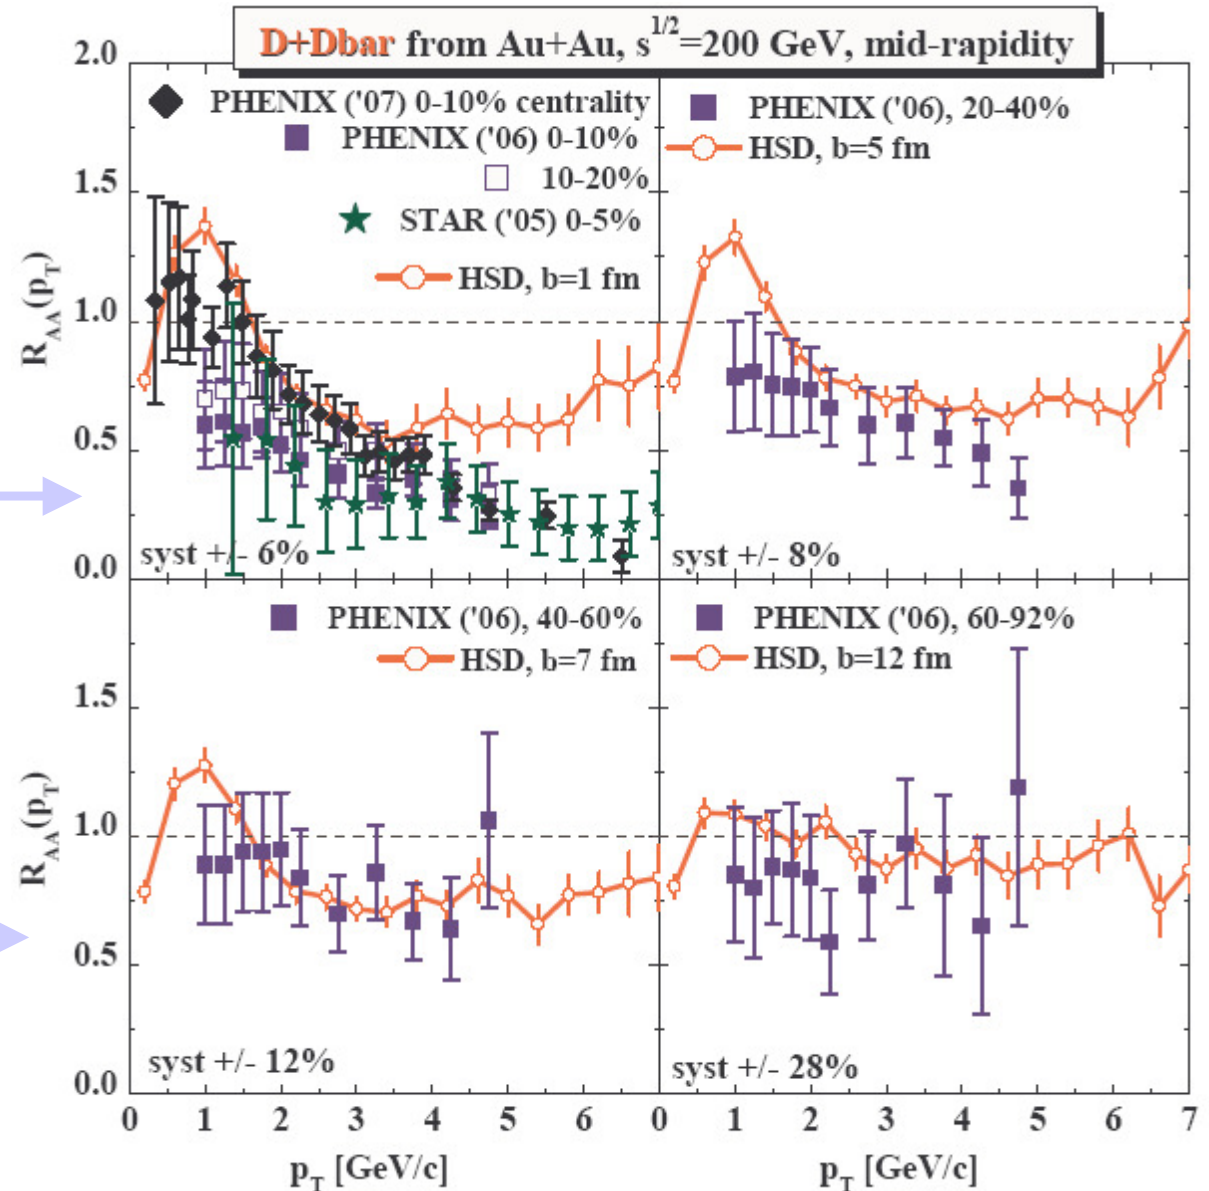 D+Dbar from Au+Au, s^1/2=200 GeV, mid-rapidity
2.0
1.5
1.0
0.5
0.0
R_AA(p_T)
PHENIX ('07) 0-10% centrality
PHENIX ('06) 0-10%
10-20%
STAR ('05) 0-5%
HSD, b=1 fm
syst +/- 6%
PHENIX ('06), 20-40%
HSD, b=5 fm
syst +/- 8%
1.5
1.0
0.5
0.0
R_AA(p_T)
PHENIX ('06), 40-60%
HSD, b=7 fm
syst +/- 12%
PHENIX ('06), 60-92%
HSD, b=12 fm
syst +/- 28%
0 1 2 3 4 5 6 0 1 2 3 4 5 6 7
p_T [GeV/c] p_T [GeV/c]